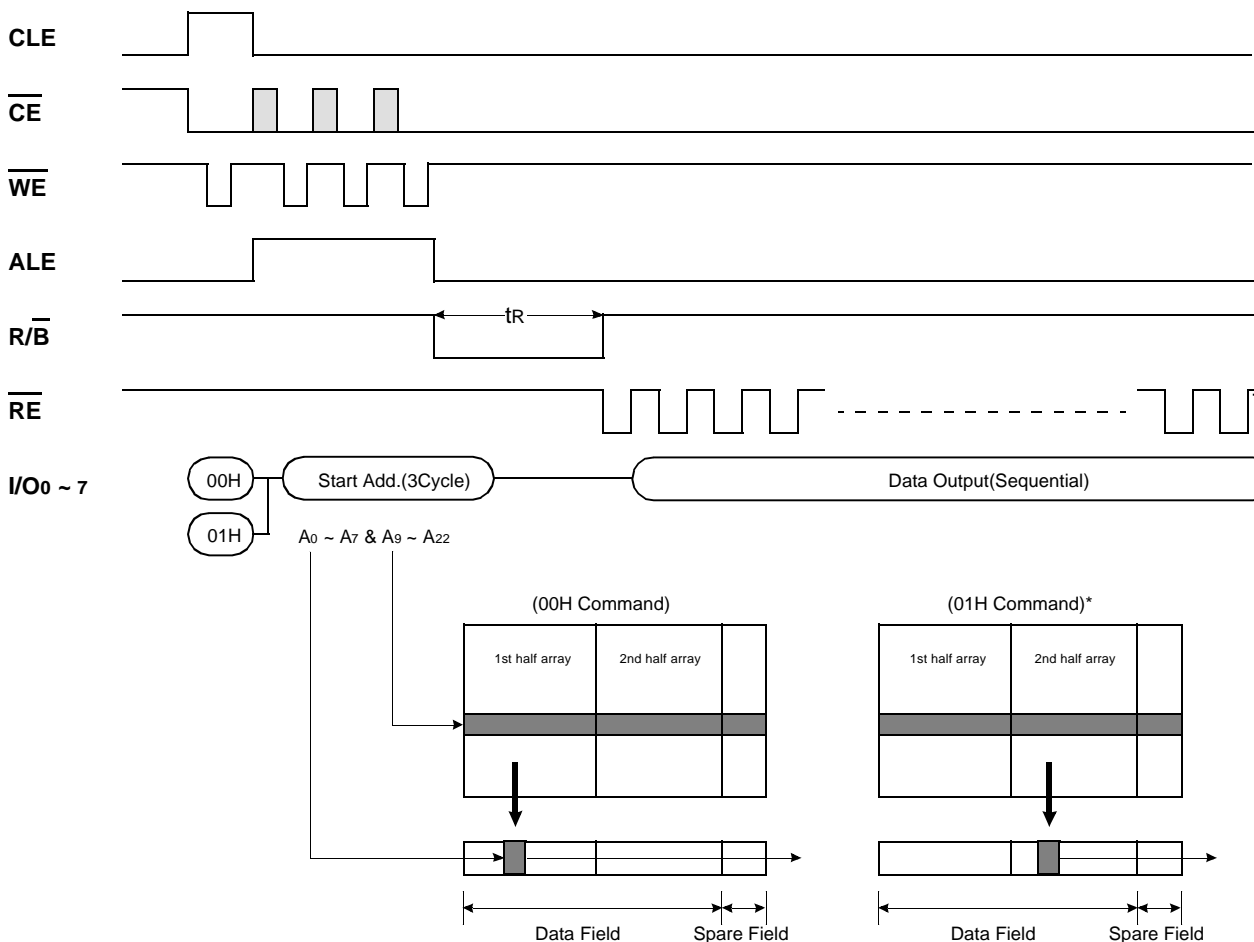 CLE
CE
WE
ALE
R/B
tR
RE
I/O0 ~ 7
00H
Start Add.(3Cycle)
Data Output(Sequential)
01H
A0 ~ A7 & A9 ~ A22
(00H Command)
(01H Command)*
1st half array
2nd half array
1st half array
2nd half array
Data Field
Spare Field
Data Field
Spare Field